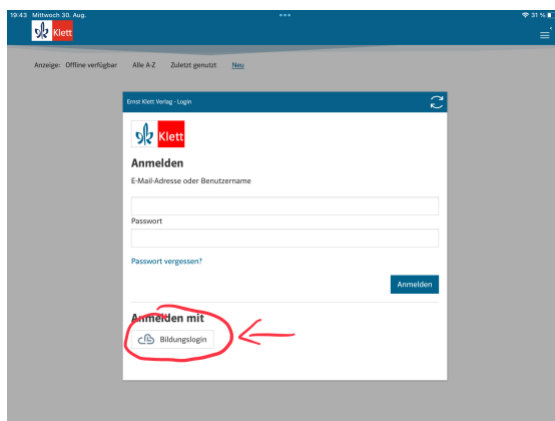 19:43 Mittwoch 30. Aug. 31 %
Klett
Anzeige: Offline verfügbar Alle A-Z Zuletzt genutzt Neu
Ernst Klett Verlag - Login
Klett
Anmelden
E-Mail-Adresse oder Benutzername
Passwort
Passwort vergessen?
Anmelden
Anmelden mit
Bildungslogin